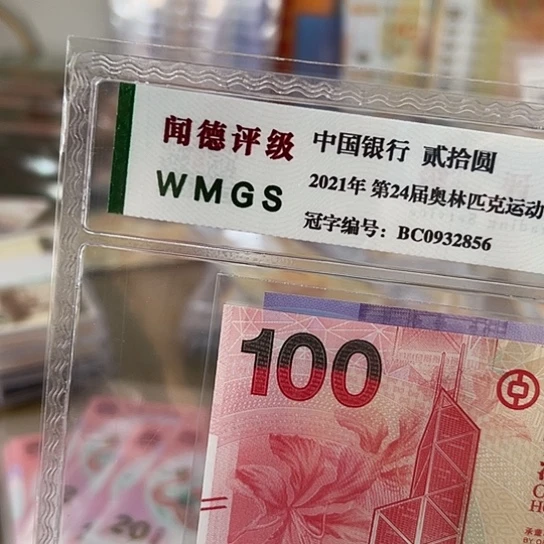 闻德评级
WMGS
中国银行 贰拾圆
2021年 第24届奥林匹克运动
冠字编号：BC0932856
100
20